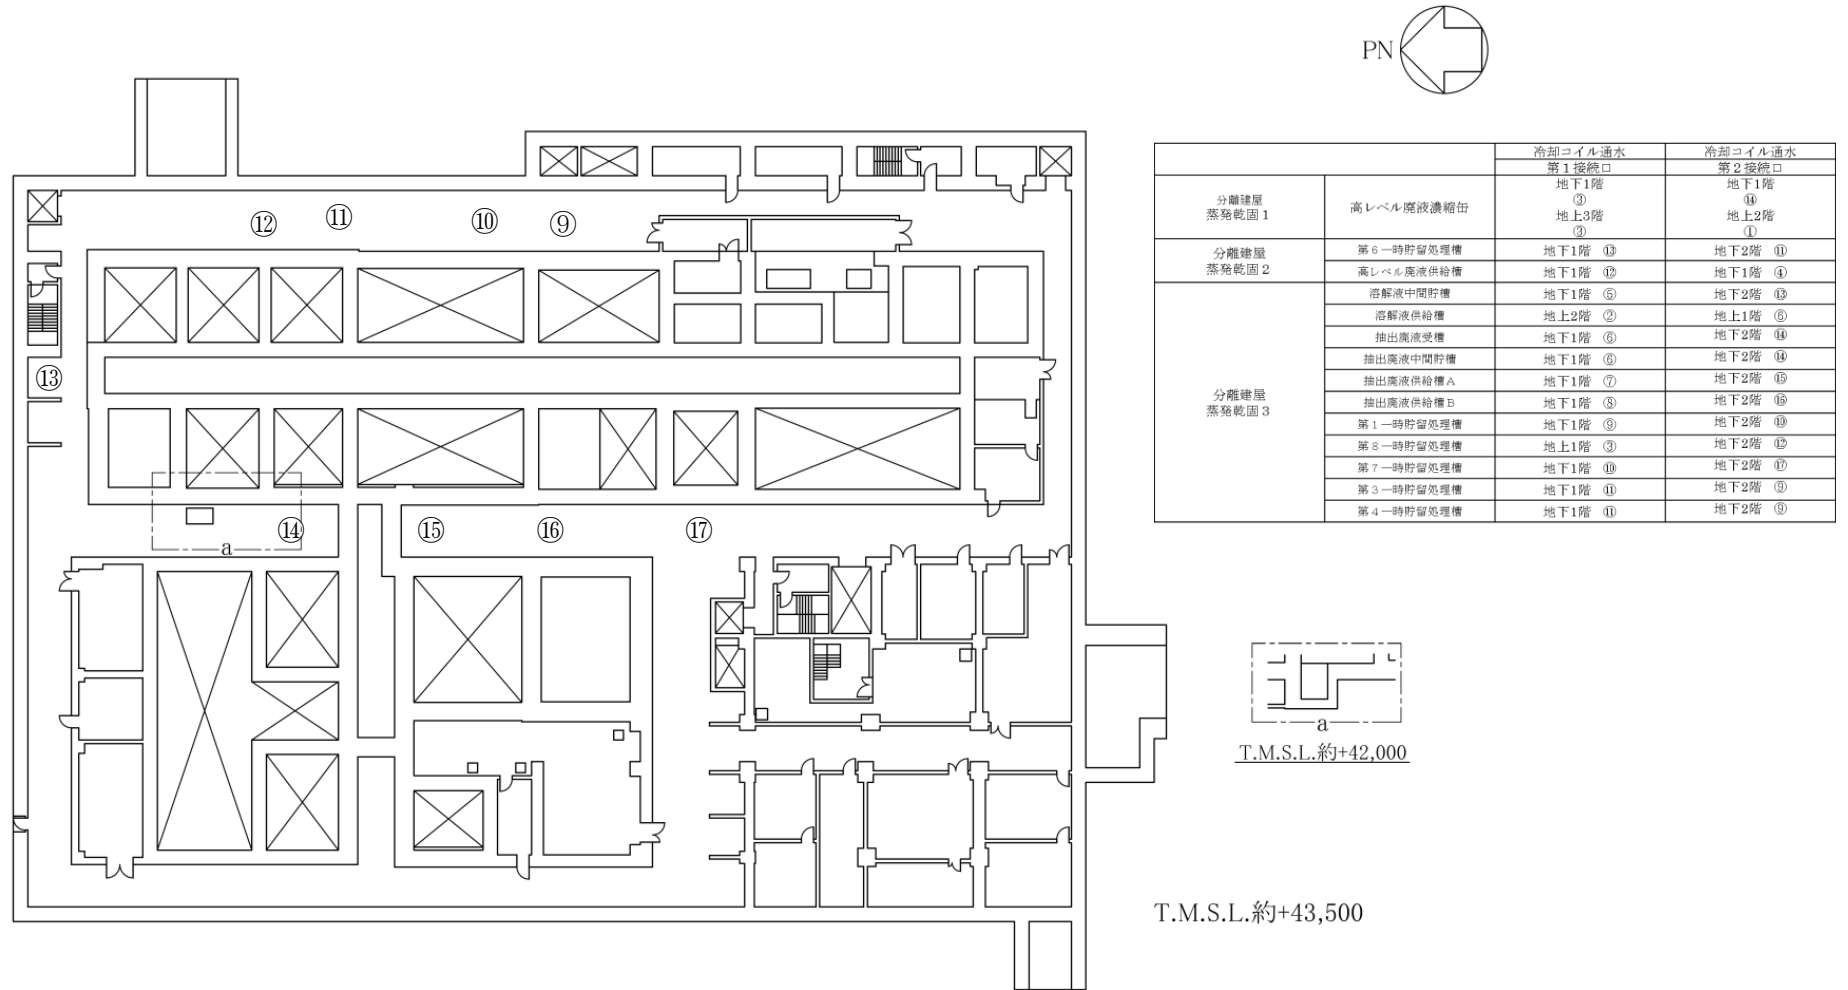 PN
冷却コイル通水 冷却コイル通水
第1接続口 第2接続口
分離建屋
蒸発乾固1
高レベル廃液濃縮缶
地下1階
③
地上3階
③
地下1階
⑭
地上2階
①
分離建屋
蒸発乾固2
第6一時貯留処理槽 地下1階 ⑬ 地下2階 ⑪
高レベル廃液供給槽 地下1階 ⑫ 地下1階 ④
分離建屋
蒸発乾固3
溶解液中間貯槽 地下1階 ⑤ 地下2階 ⑬
溶解液供給槽 地上2階 ② 地上1階 ⑥
抽出廃液受槽 地下1階 ⑥ 地下2階 ⑭
抽出廃液中間貯槽 地下1階 ⑥ 地下2階 ⑭
抽出廃液供給槽A 地下1階 ⑦ 地下2階 ⑮
抽出廃液供給槽B 地下1階 ⑧ 地下2階 ⑯
第1一時貯留処理槽 地下1階 ⑨ 地下2階 ⑩
第8一時貯留処理槽 地上1階 ③ 地下2階 ⑫
第7一時貯留処理槽 地下1階 ⑩ 地下2階 ⑰
第3一時貯留処理槽 地下1階 ⑪ 地下2階 ⑨
第4一時貯留処理槽 地下1階 ⑪ 地下2階 ⑨
⑫ ⑪ ⑩ ⑨
⑬
⑭ ⑮ ⑯ ⑰
a
a
T.M.S.L.約+42,000
T.M.S.L.約+43,500